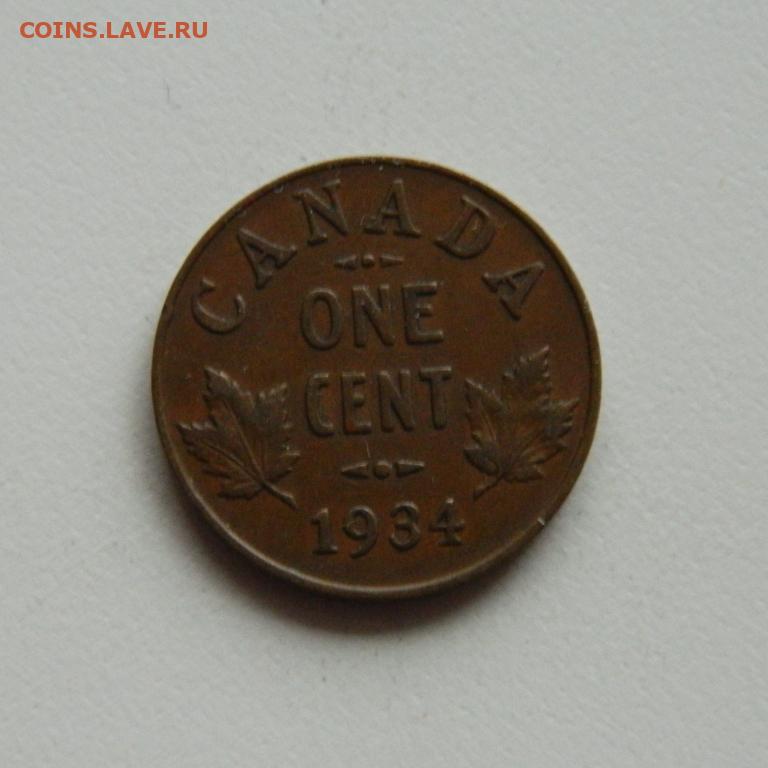 COINS.LAVE.RU
CANADA
ONE
CENT
1934